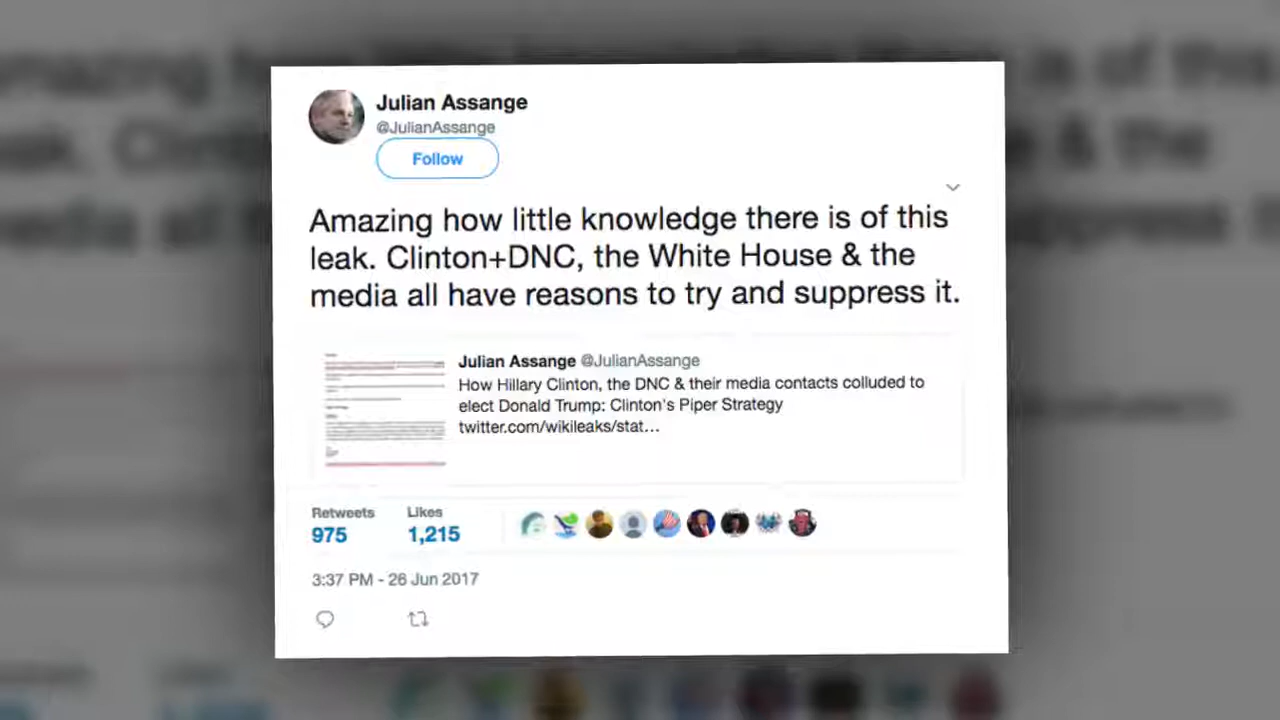 Julian Assange
@JulianAssange
Follow
Amazing how little knowledge there is of this
leak. Clinton+DNC, the White House & the
media all have reasons to try and suppress it.
Julian Assange @JulianAssange
How Hillary Clinton, the DNC & their media contacts colluded to
elect Donald Trump: Clinton's Piper Strategy
twitter.com/wikileaks/stat...
Retweets Likes
975 1,215
3:37 PM - 26 Jun 2017